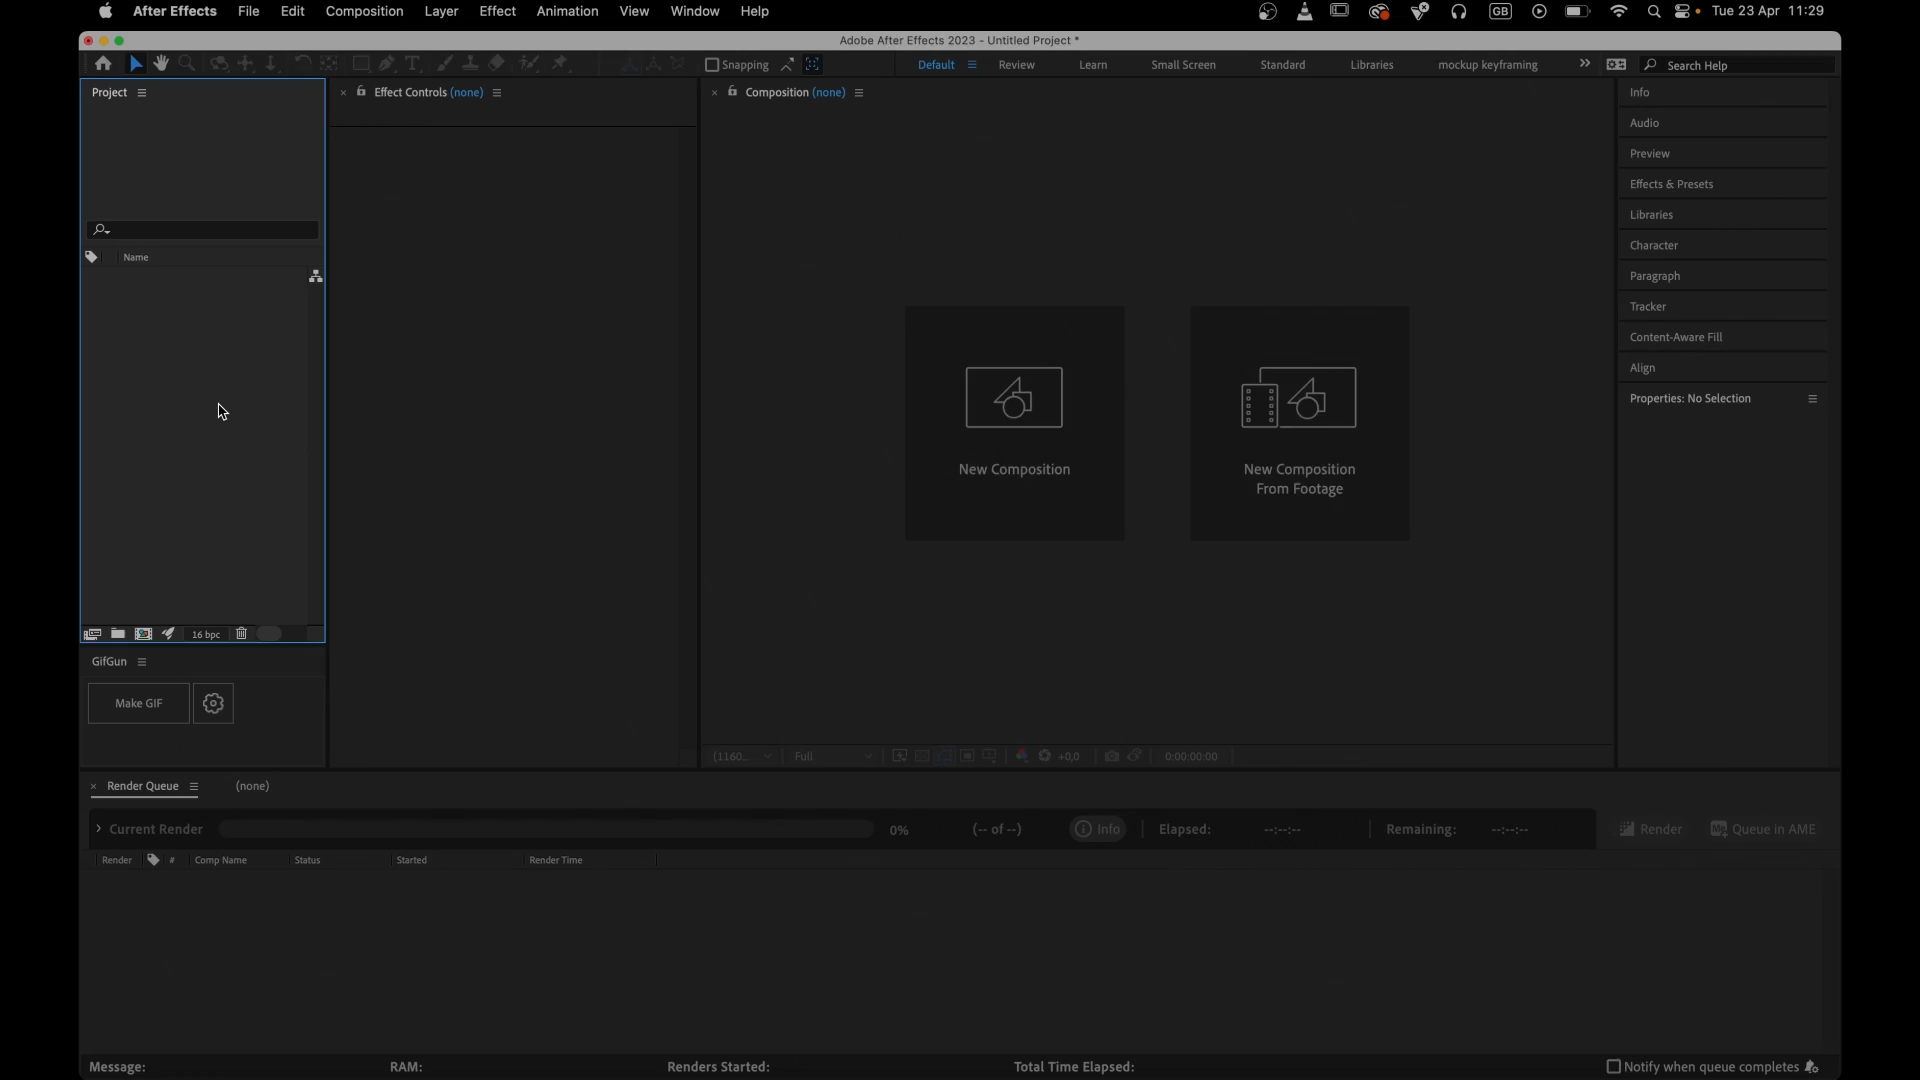 After Effects File Edit Composition Layer Effect Animation View Window Help GB Tue 23 Apr 11:29
Adobe After Effects 2023 - Untitled Project *
Snapping Default Review Learn Small Screen Standard Libraries mockup keyframing Search Help
Project
Effect Controls (none)
Composition (none)
Info
Audio
Preview
Effects & Presets
Libraries
Character
Paragraph
Tracker
Content-Aware Fill
Align
Properties: No Selection
Name
New Composition
New Composition
From Footage
16 bpc
GifGun
Make GIF
(1160... Full +0,0 0:00:00:00
Render Queue (none)
Current Render 0% (-- of --) Info Elapsed: --:--:-- Remaining: --:--:-- Render Queue in AME
Render # Comp Name Status Started Render Time
Message: RAM: Renders Started: Total Time Elapsed: Notify when queue completes